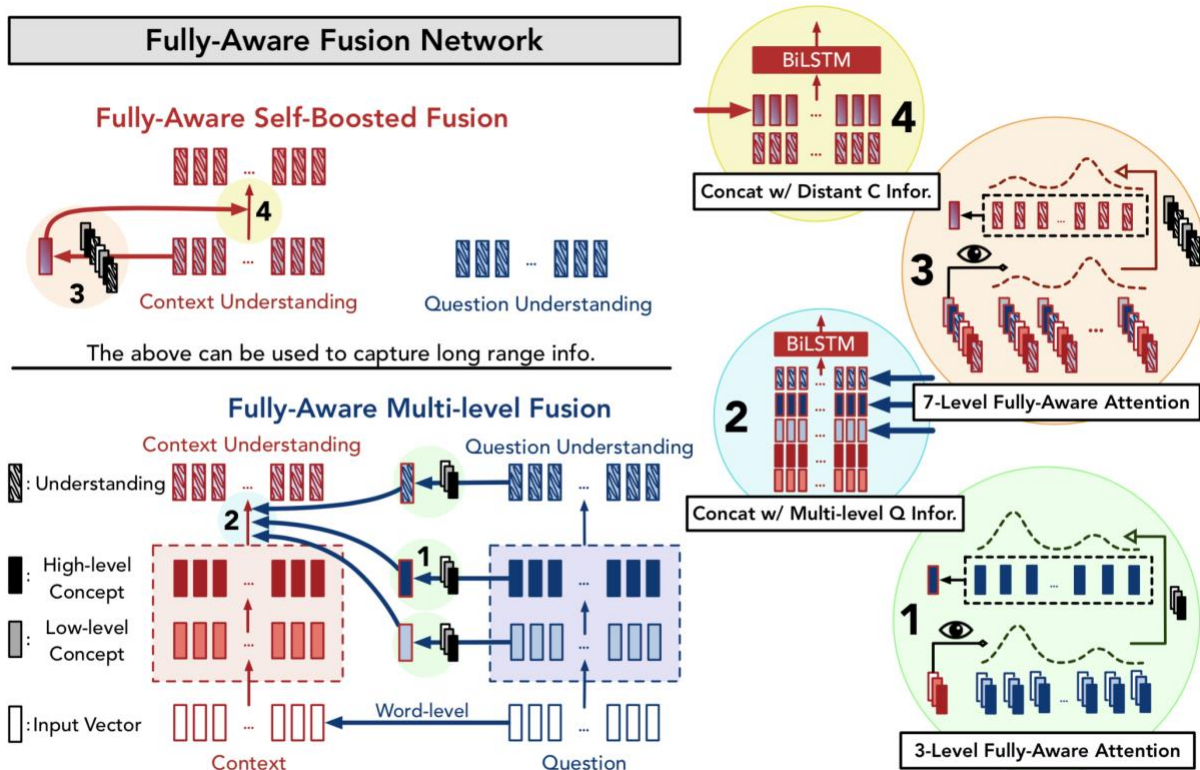 Fully-Aware Fusion Network
Fully-Aware Self-Boosted Fusion
...
4
3
...
...
Context Understanding
Question Understanding
The above can be used to capture long range info.
Fully-Aware Multi-level Fusion
Context Understanding
Question Understanding
: Understanding
...
...
2
1
:
High-level
Concept
...
...
:
Low-level
Concept
...
...
: Input Vector
...
Word-level
...
Context
Question
BiLSTM
...
4
...
Concat w/ Distant C Infor.
...
3
...
7-Level Fully-Aware Attention
BiLSTM
...
...
2
...
...
...
Concat w/ Multi-level Q Infor.
...
1
...
3-Level Fully-Aware Attention